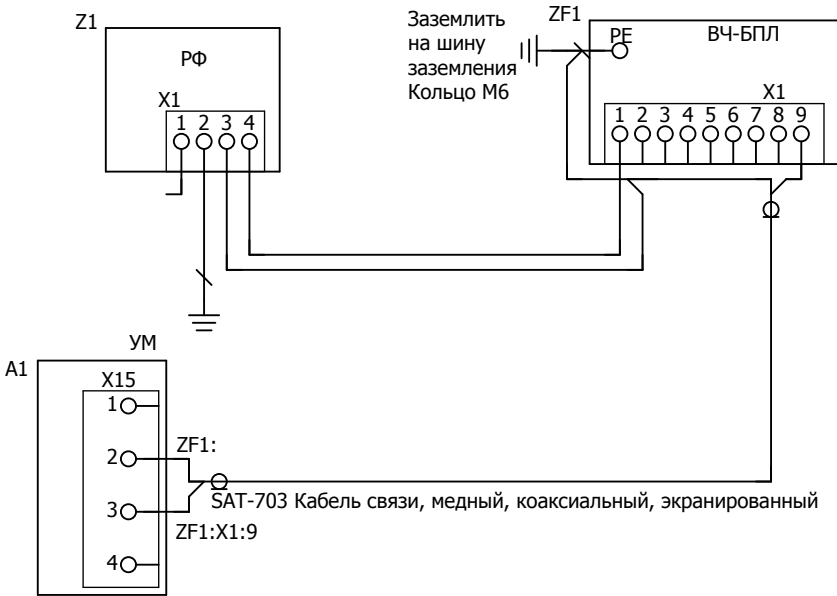 Z1
РФ
X1
1 2 3 4
Заземлить
на шину
заземления
Кольцо М6
ZF1
PE
ВЧ-БПЛ
X1
1 2 3 4 5 6 7 8 9
УМ
A1
X15
1
2
3
4
ZF1:
SAT-703 Кабель связи, медный, коаксиальный, экранированный
ZF1:X1:9